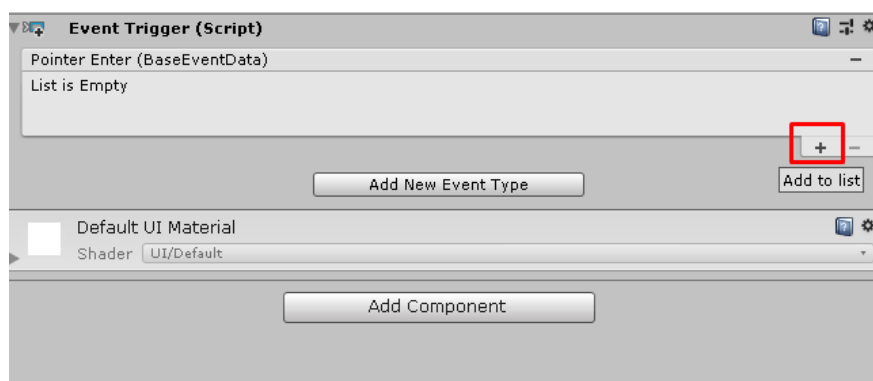 Event Trigger (Script)
Pointer Enter (BaseEventData)
List is Empty
Add to list
Add New Event Type
Default UI Material
Shader UI/Default
Add Component